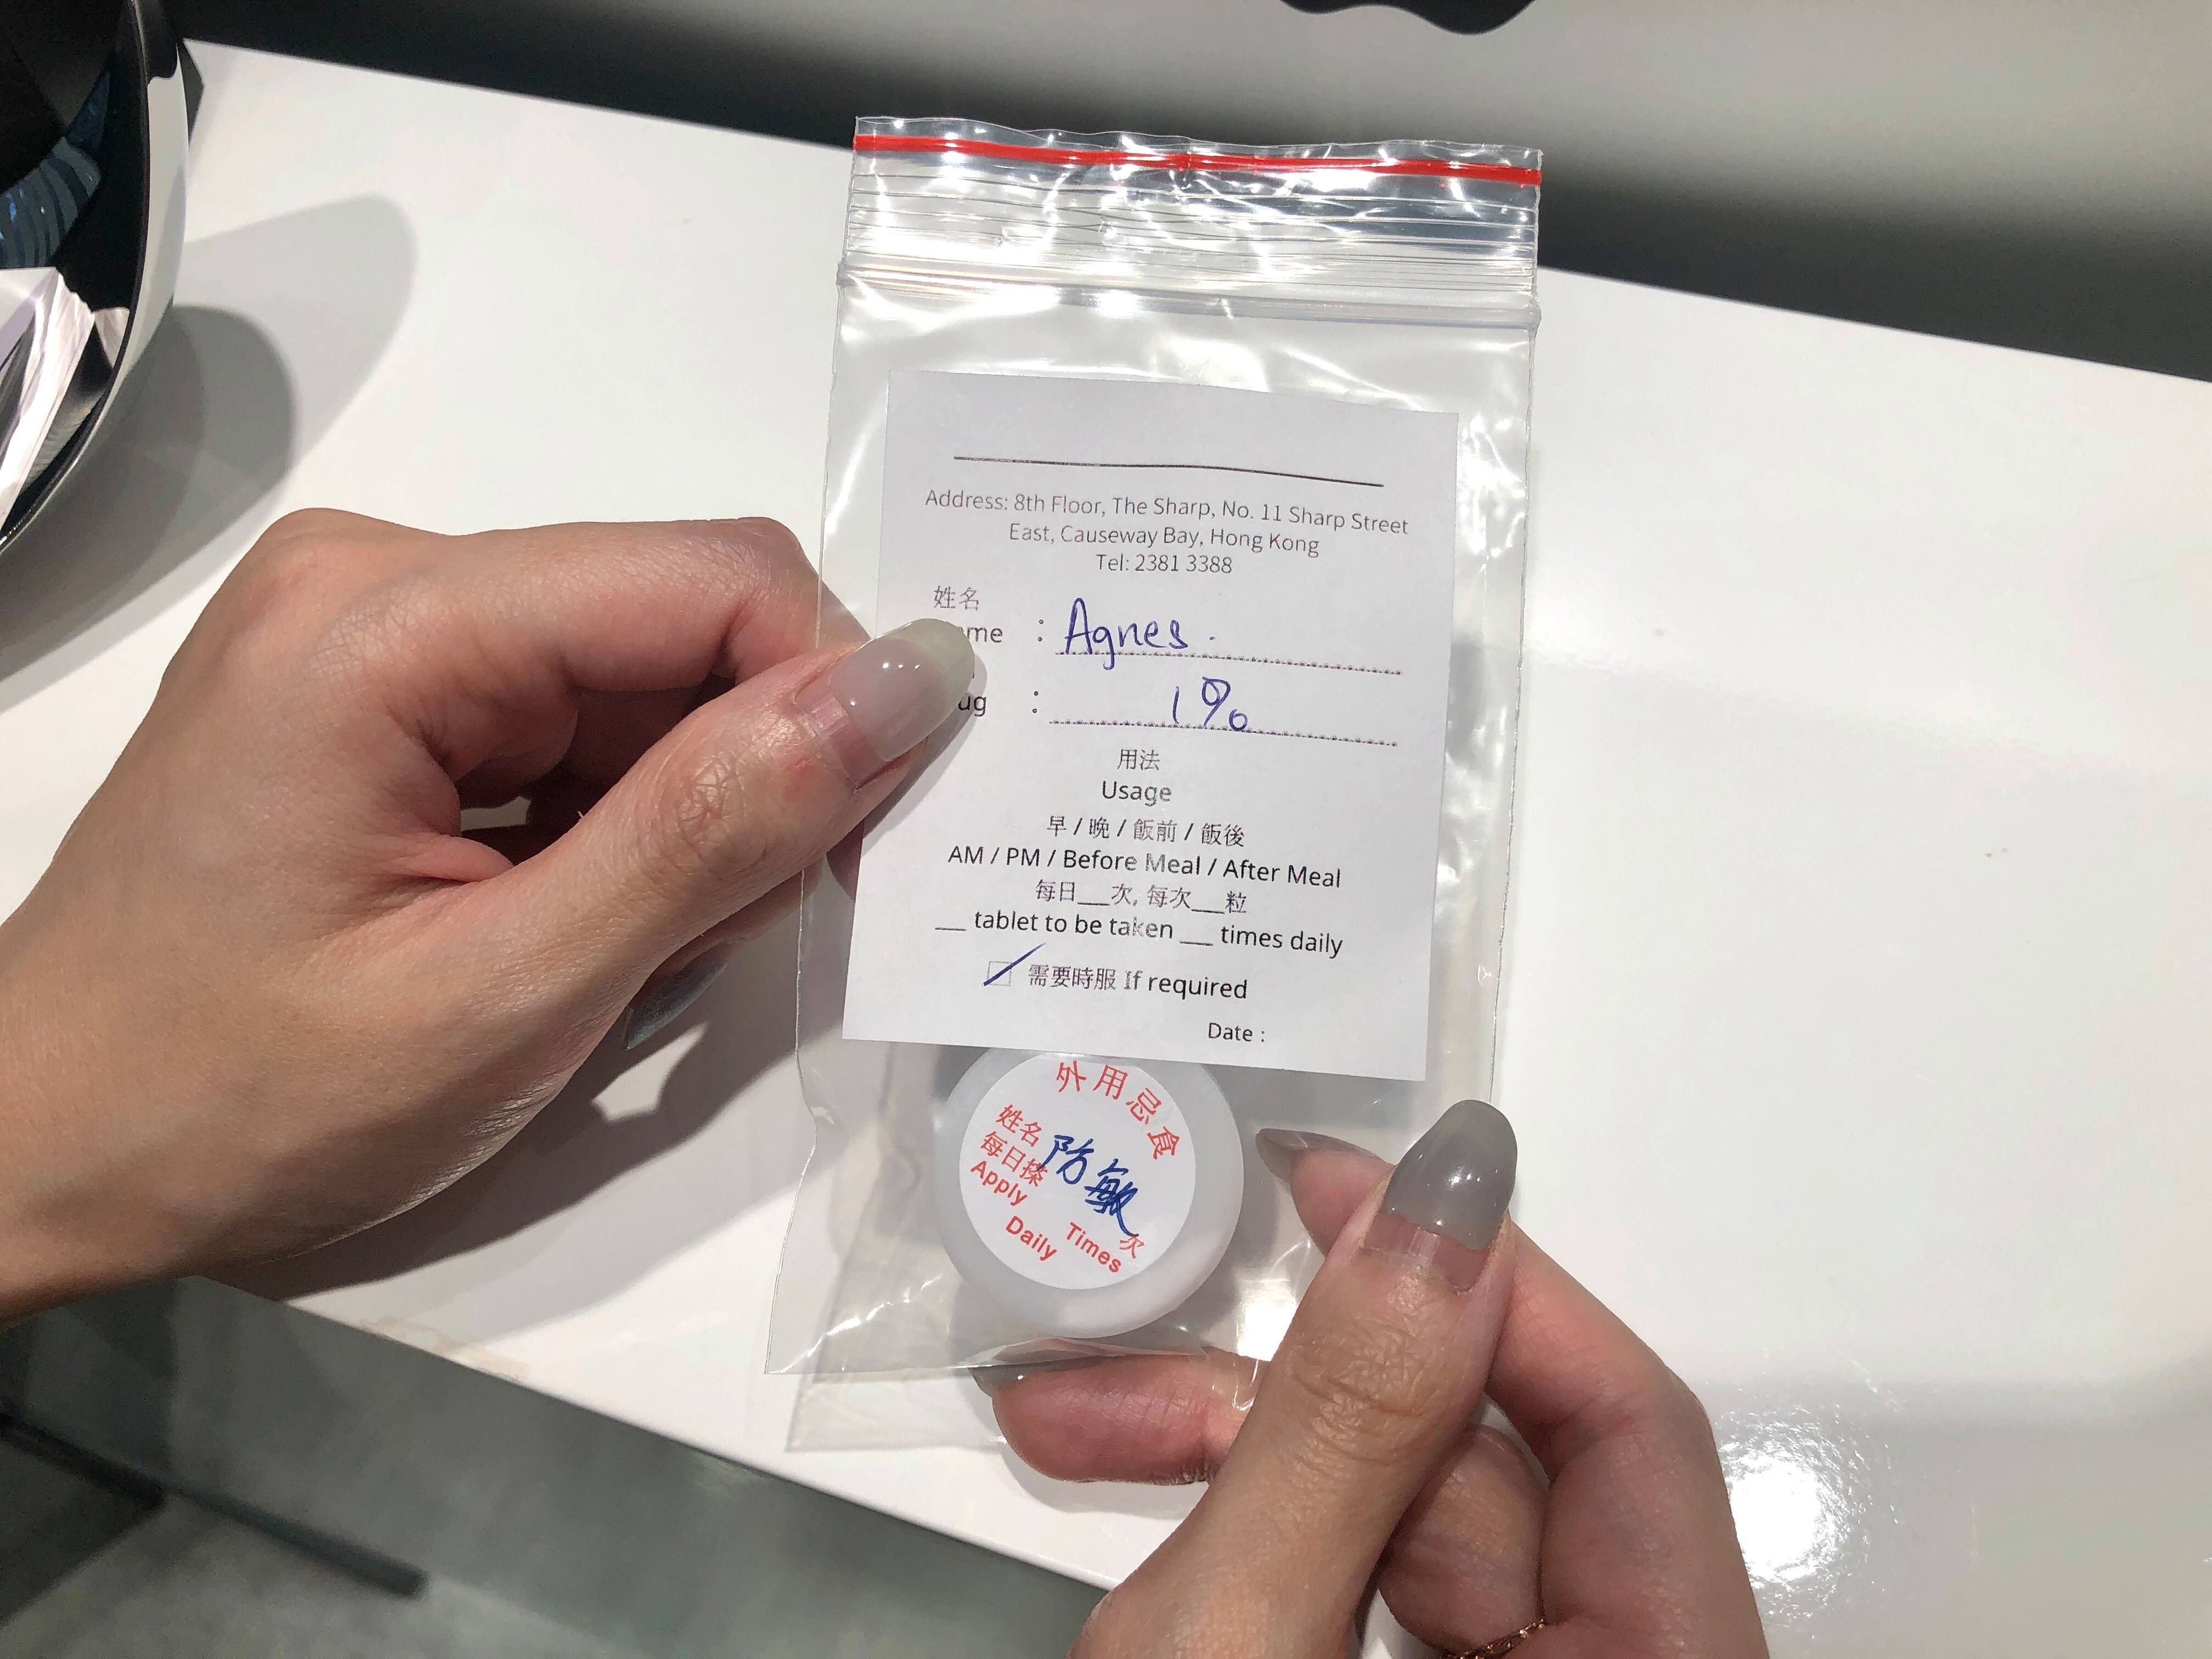 Address: 8th Floor, The Sharp, No. 11 Sharp Street
East, Causeway Bay, Hong Kong
Tel: 2381 3388
姓名
me : Agnes.
ug : 1%
用法
Usage
早 / 晚 / 飯前 / 飯後
AM / PM / Before Meal / After Meal
每日___次, 每次___粒
___ tablet to be taken ___ times daily
需要時服 If required
Date :
外用忌食
姓名
防敏
每日搽 次
Apply Times
Daily